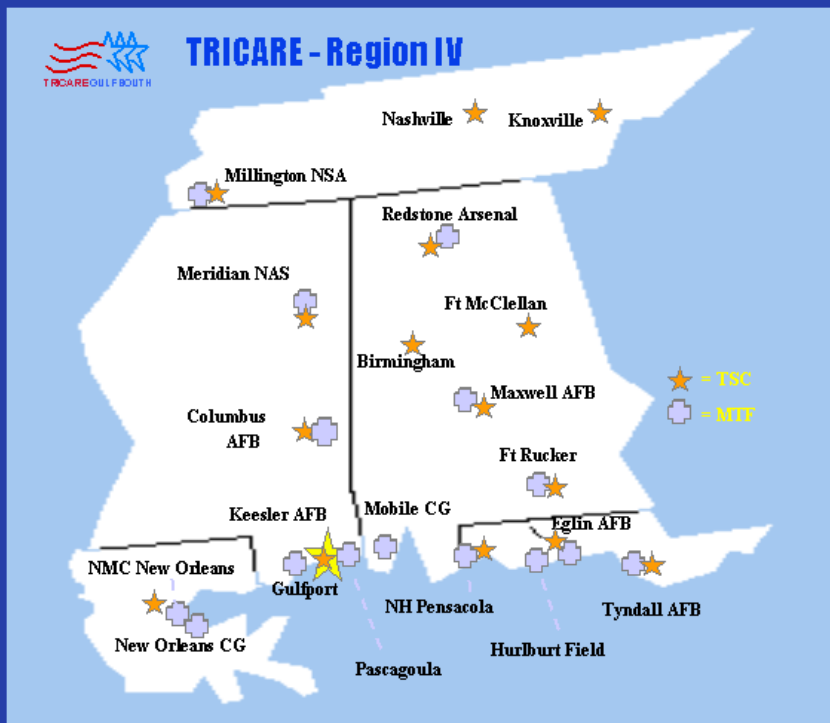 TRICARE - Region IV
TRICAREGULFSOUTH
Nashville
Knoxville
Millington NSA
Redstone Arsenal
Meridian NAS
Ft McClellan
Birmingham
= TSC
Maxwell AFB
= MTF
Columbus
AFB
Ft Rucker
Keesler AFB
Mobile CG
Eglin AFB
NMC New Orleans
Gulfport
NH Pensacola
Tyndall AFB
New Orleans CG
Hurlburt Field
Pascagoula